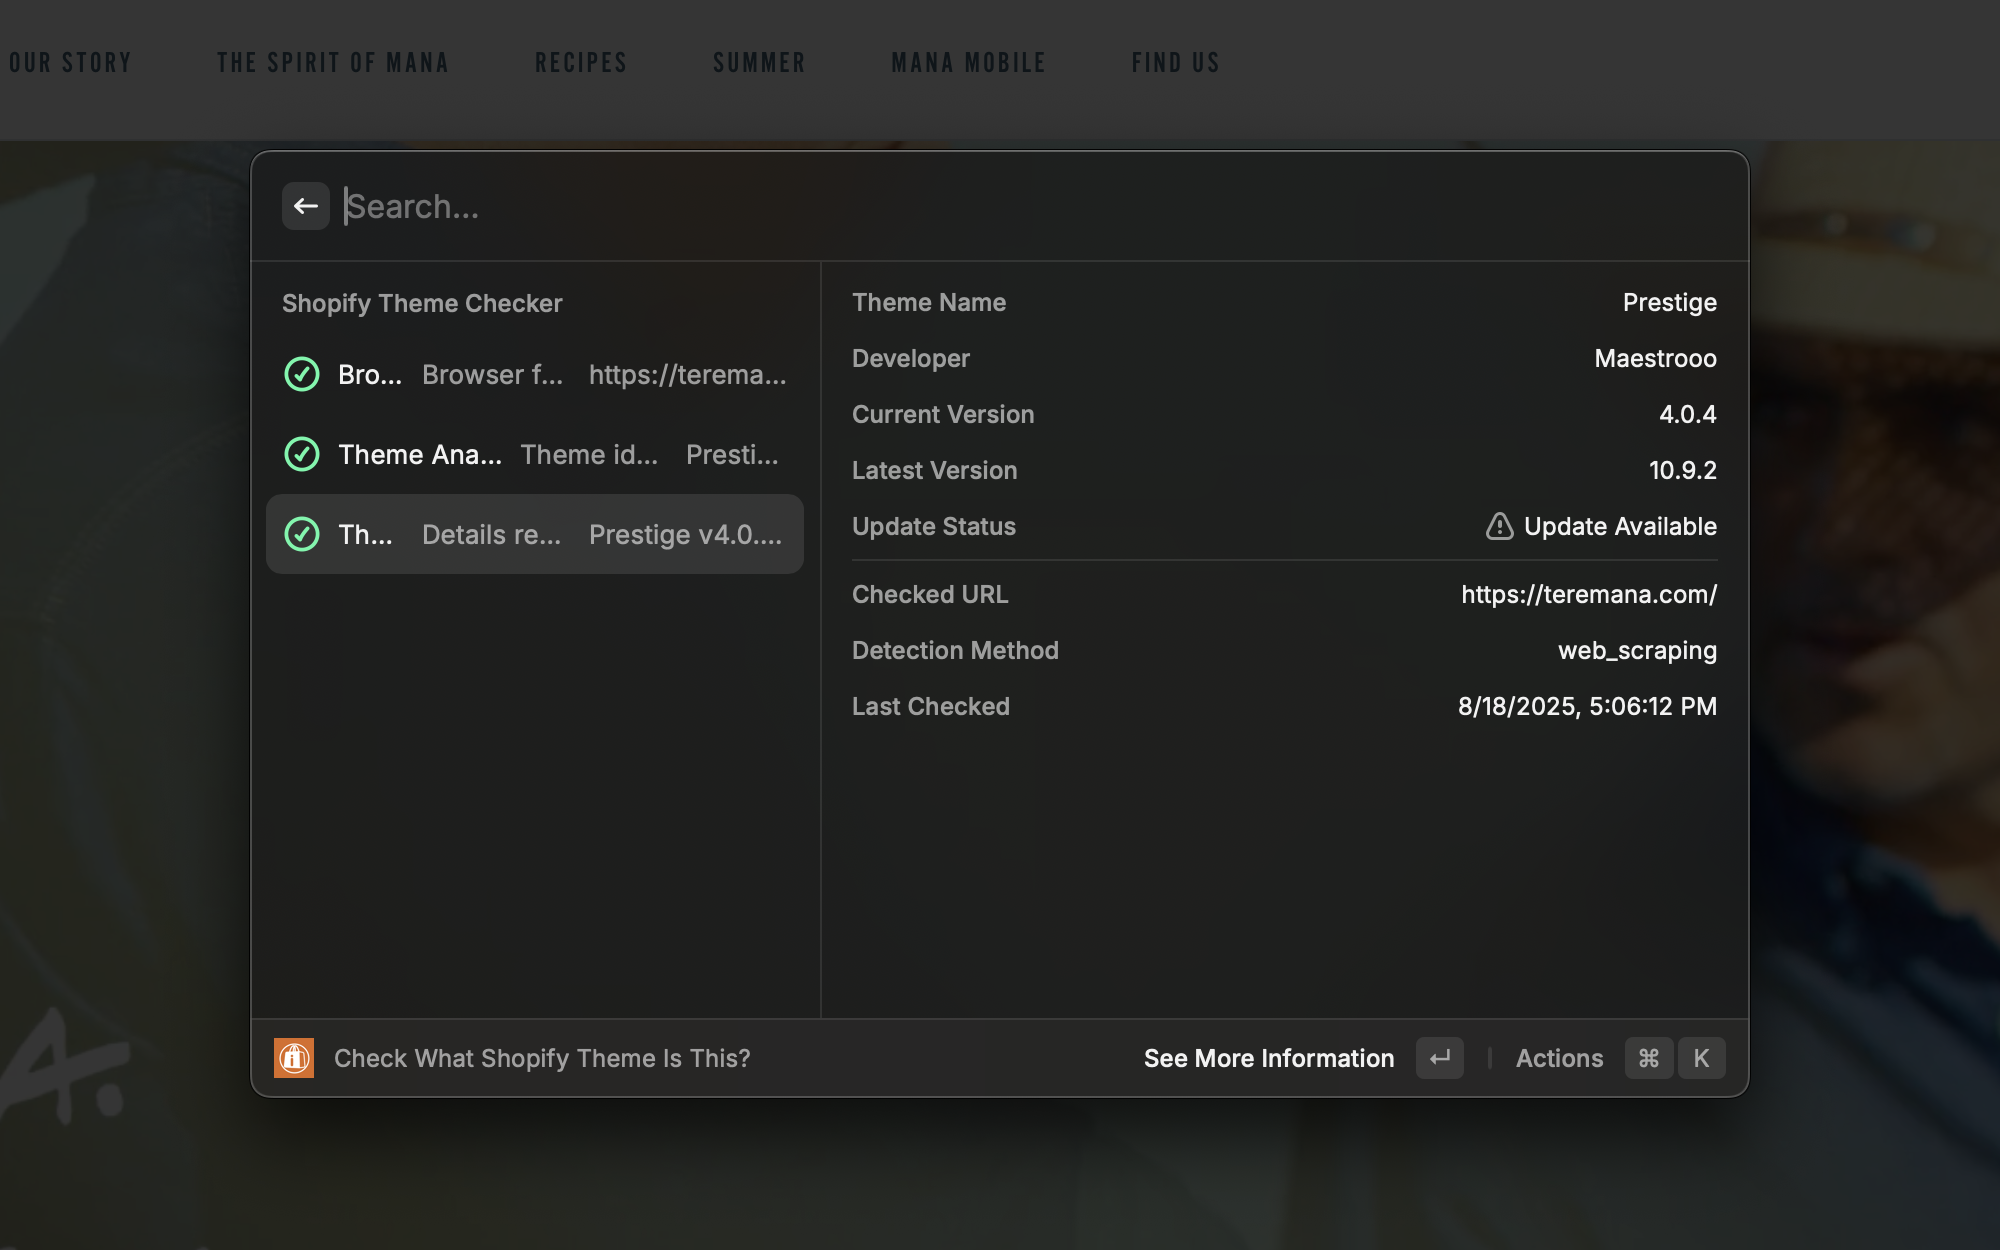 OUR STORY THE SPIRIT OF MANA RECIPES SUMMER MANA MOBILE FIND US
Search...
Shopify Theme Checker
Bro... Browser f... https://terema...
Theme Ana... Theme id... Presti...
Th... Details re... Prestige v4.0....
Theme Name Prestige
Developer Maestrooo
Current Version 4.0.4
Latest Version 10.9.2
Update Status Update Available
Checked URL https://teremana.com/
Detection Method web_scraping
Last Checked 8/18/2025, 5:06:12 PM
A.
Check What Shopify Theme Is This? See More Information ↵ | Actions ⌘ K